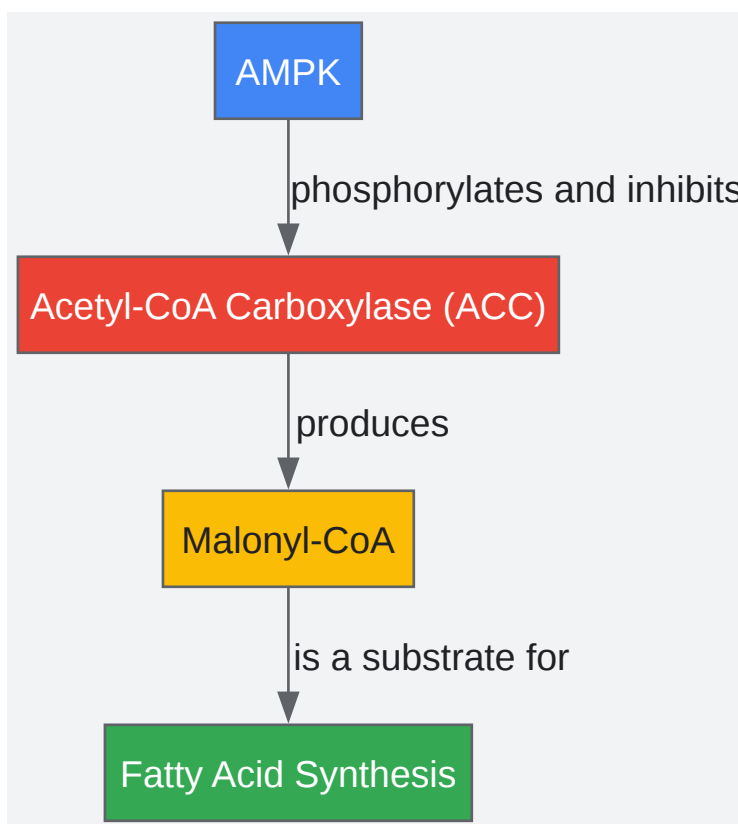 AMPK
phosphorylates and inhibits
Acetyl-CoA Carboxylase (ACC)
produces
Malonyl-CoA
is a substrate for
Fatty Acid Synthesis